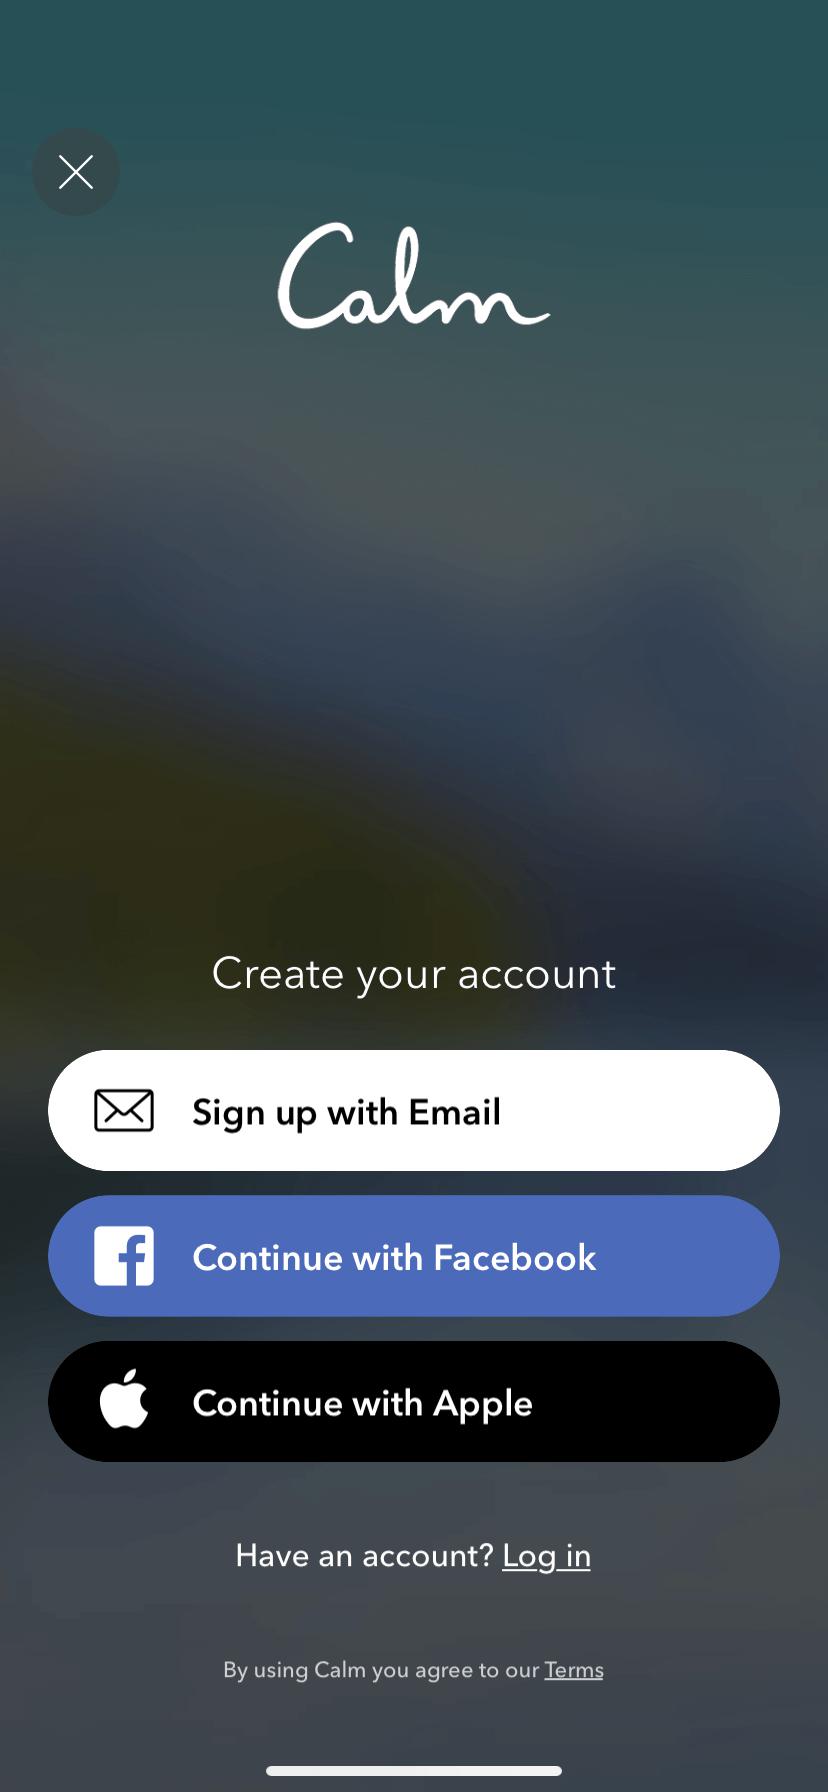 Calm
Create your account
Sign up with Email
Continue with Facebook
Continue with Apple
Have an account? Log in
By using Calm you agree to our Terms